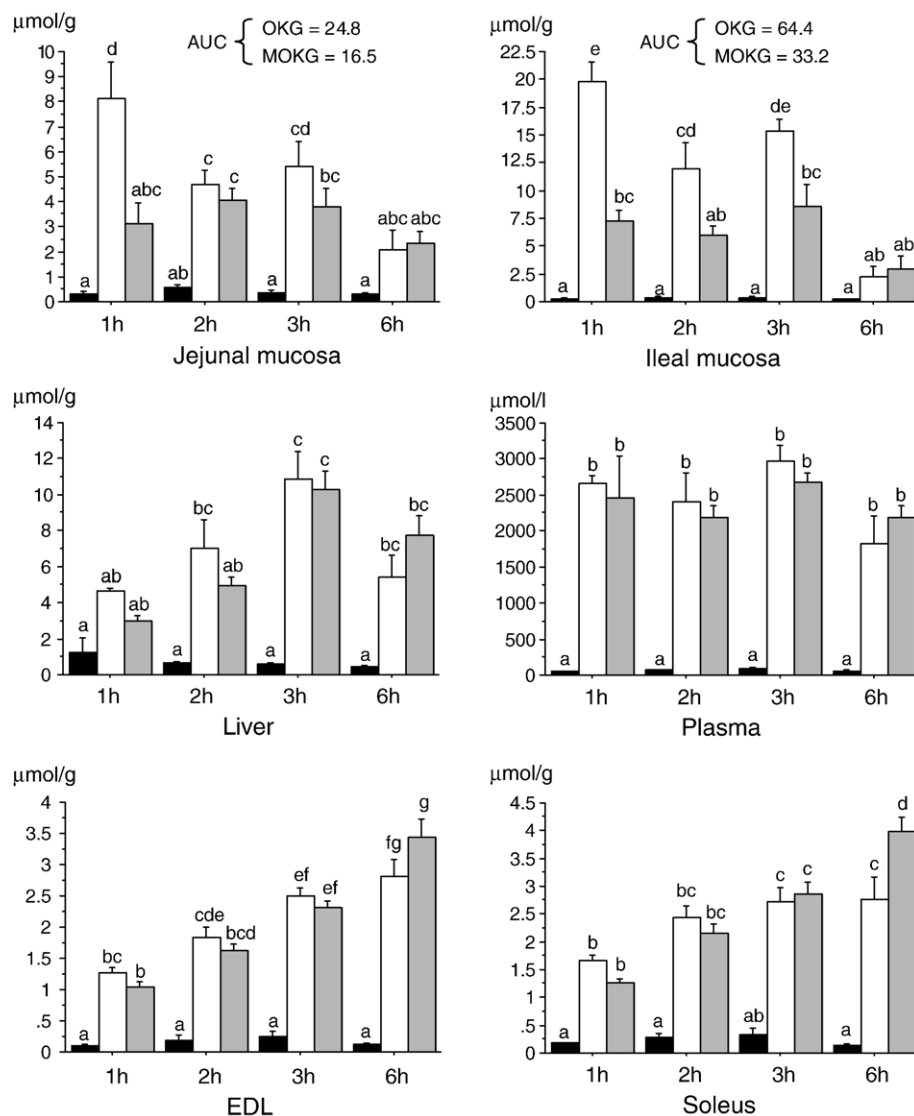 μmol/g
AUC { OKG = 24.8
MOKG = 16.5
10
9
8
7
6
5
4
3
2
1
0
d
abc
a
c
c
ab
cd
bc
a
abc abc
a
1h 2h 3h 6h
Jejunal mucosa
μmol/g
AUC { OKG = 64.4
MOKG = 33.2
22.5
20
17.5
15
12.5
10
7.5
5
2.5
0
e
bc
a
cd
ab
a
de
bc
a
ab ab
a
1h 2h 3h 6h
Ileal mucosa
μmol/g
14
12
10
8
6
4
2
0
a
ab
ab
a
bc
ab
a
c c
a
bc
bc
1h 2h 3h 6h
Liver
μmol/l
3500
3000
2500
2000
1500
1000
500
0
a
b b
a
b
b
a
b
b
a
b b
1h 2h 3h 6h
Plasma
μmol/g
4
3.5
3
2.5
2
1.5
1
.5
0
a
bc
b
a
cde
bcd
a
ef ef
a
fg
g
1h 2h 3h 6h
EDL
μmol/g
4.5
4
3.5
3
2.5
2
1.5
1
.5
0
a
b
b
a
bc
bc
ab
c c
a
c
d
1h 2h 3h 6h
Soleus